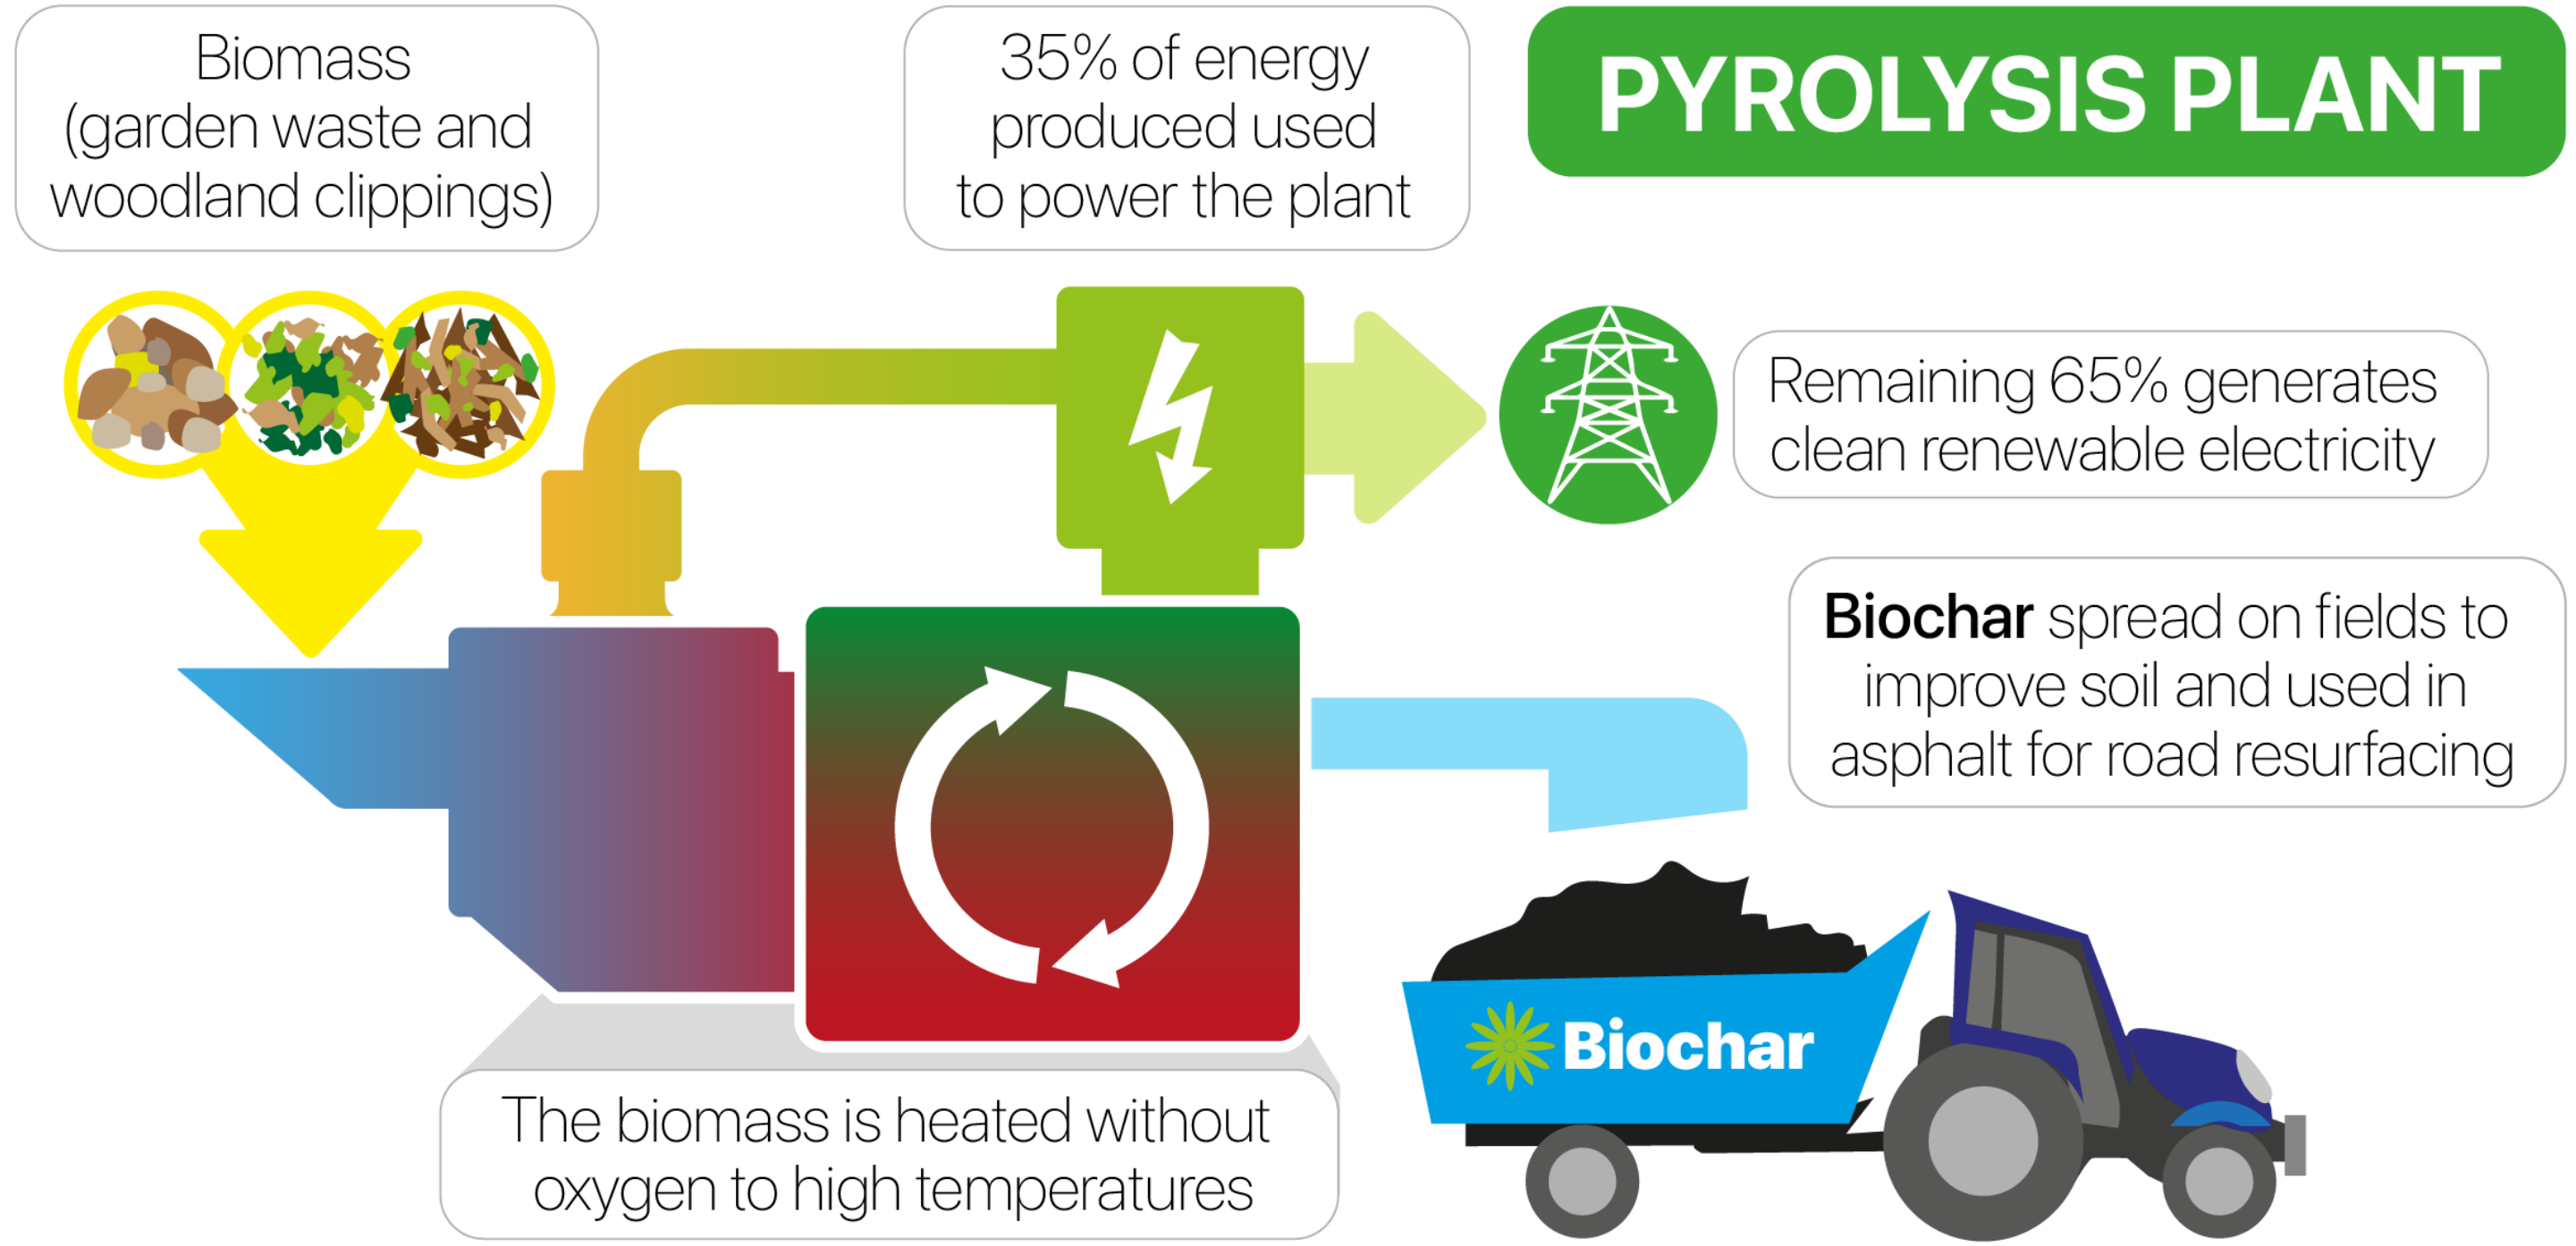 Biomass
(garden waste and
woodland clippings)
35% of energy
produced used
to power the plant
PYROLYSIS PLANT
Remaining 65% generates
clean renewable electricity
Biochar spread on fields to
improve soil and used in
asphalt for road resurfacing
Biochar
The biomass is heated without
oxygen to high temperatures